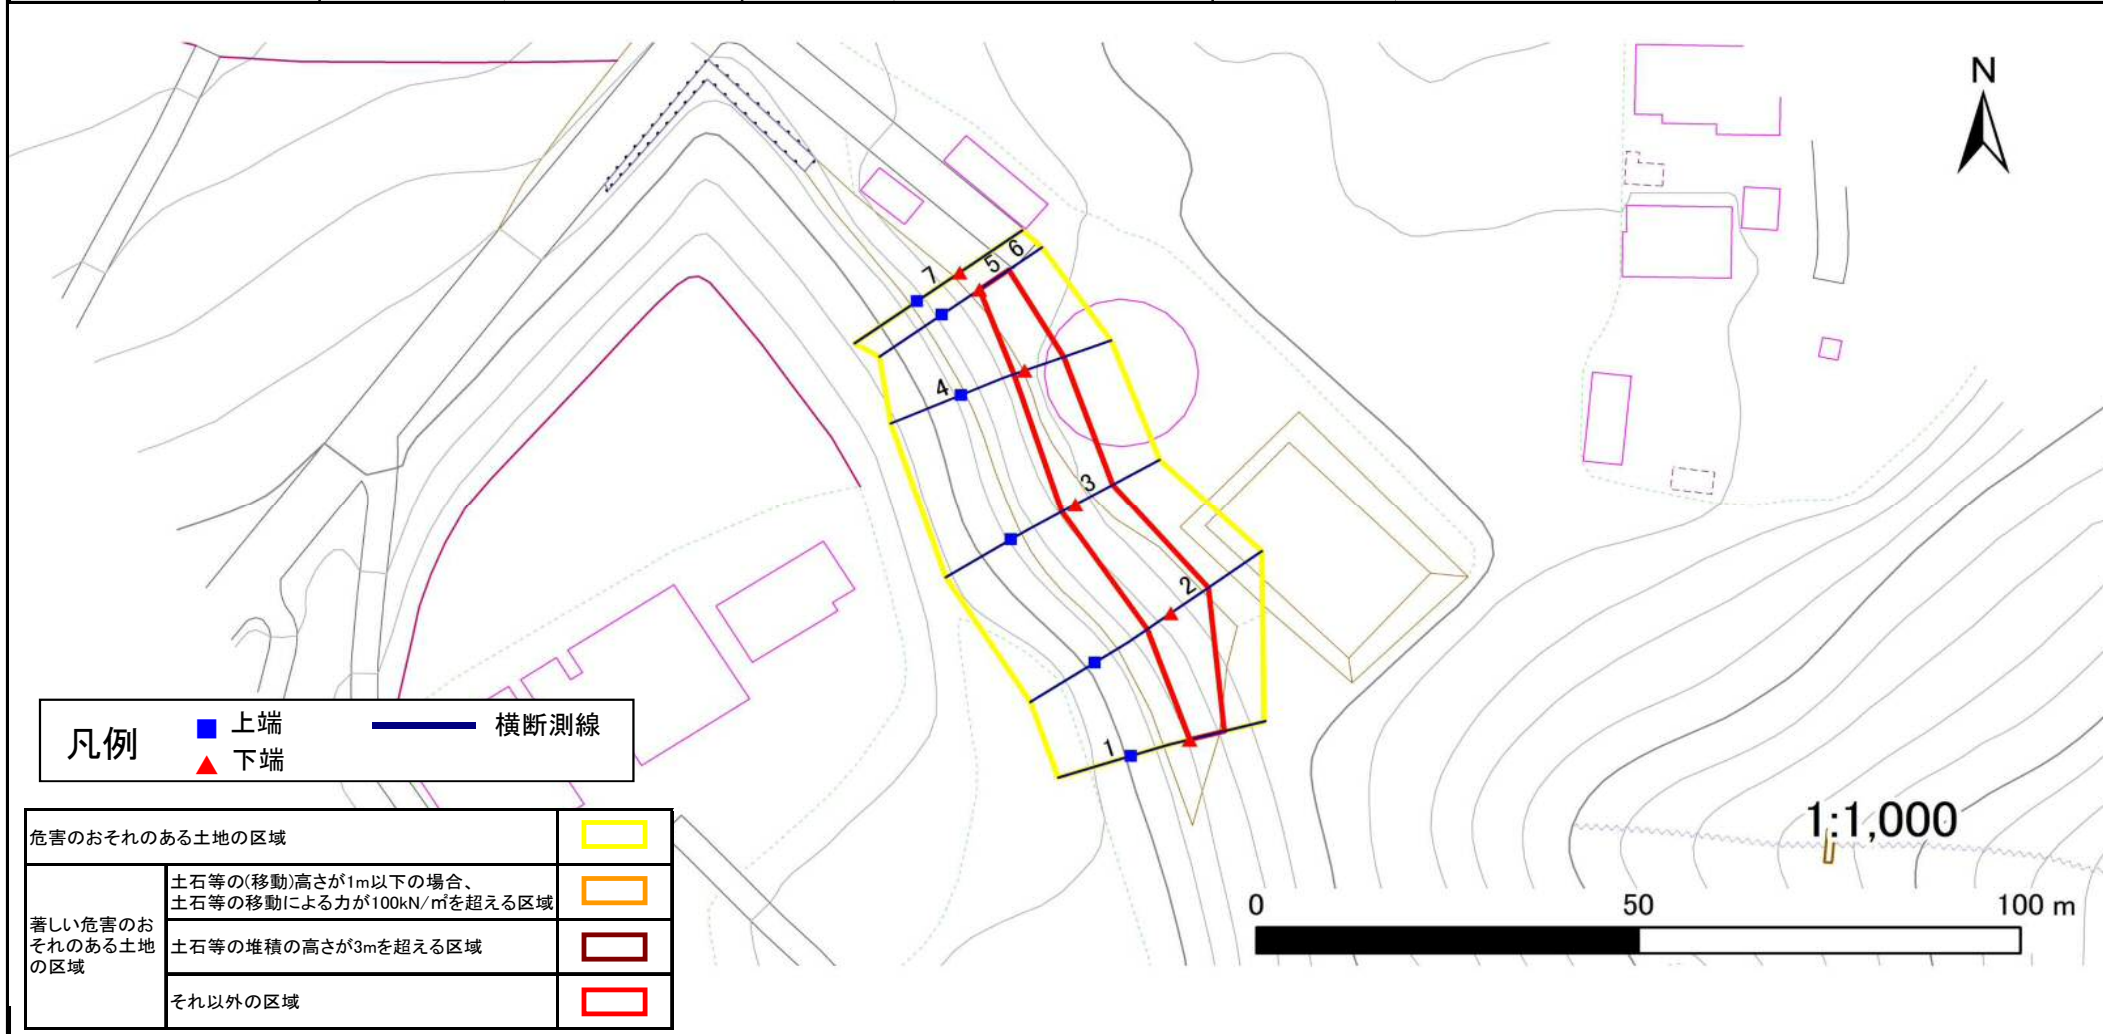 N
7
5
6
4
3
2
1
凡例
上端
横断測線
下端
危害のおそれのある土地の区域
著しい危害のお
それのある土地
の区域
土石等の(移動)高さが1m以下の場合、
土石等の移動による力が100kN/㎡を超える区域
土石等の堆積の高さが3mを超える区域
それ以外の区域
1:1,000
0 50 100 m